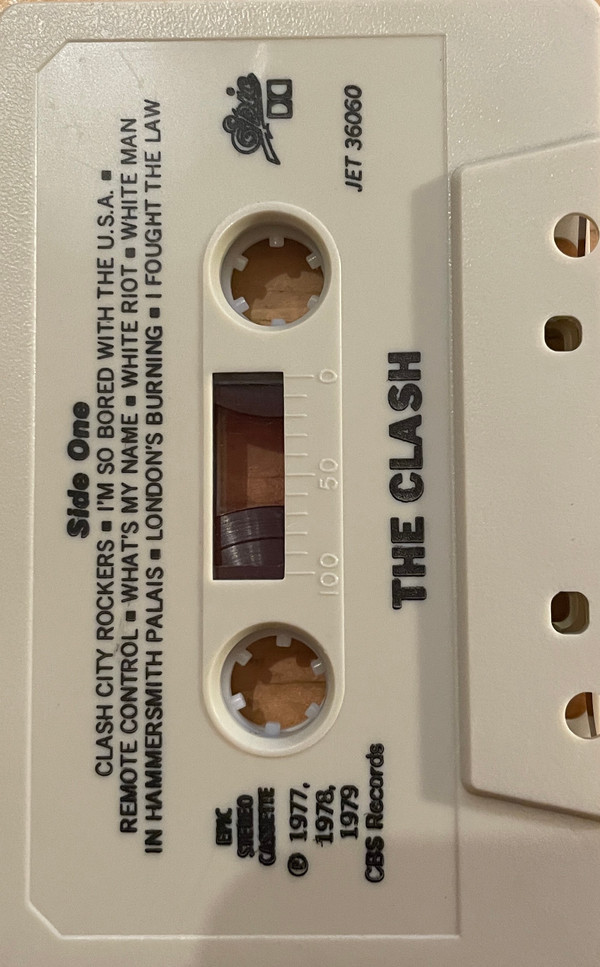 Side One
CLASH CITY ROCKERS ▪ I'M SO BORED WITH THE U.S.A. ▪
REMOTE CONTROL ▪ WHAT'S MY NAME ▪ WHITE RIOT ▪ WHITE MAN
IN HAMMERSMITH PALAIS ▪ LONDON'S BURNING ▪ I FOUGHT THE LAW
Epic
JET 36060
0
50
100
EPIC
STEREO
CASSETTE
℗ 1977,
1978,
1979
CBS Records
THE CLASH